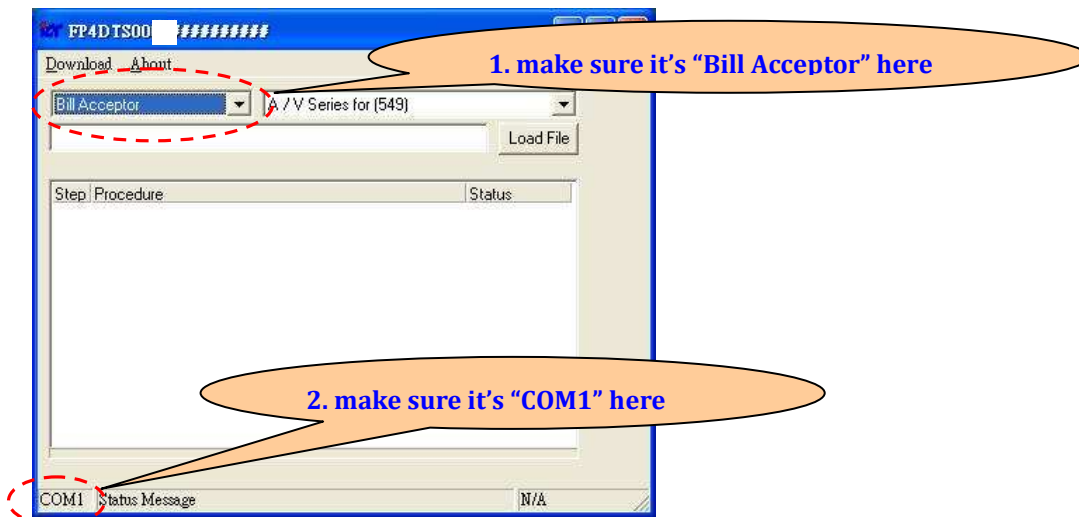 ICT FP4DTS00 ##########
Download About
1. make sure it’s “Bill Acceptor” here
Bill Acceptor A / V Series for (549)
Load File
Step Procedure Status
2. make sure it’s “COM1” here
COM1 Status Message N/A